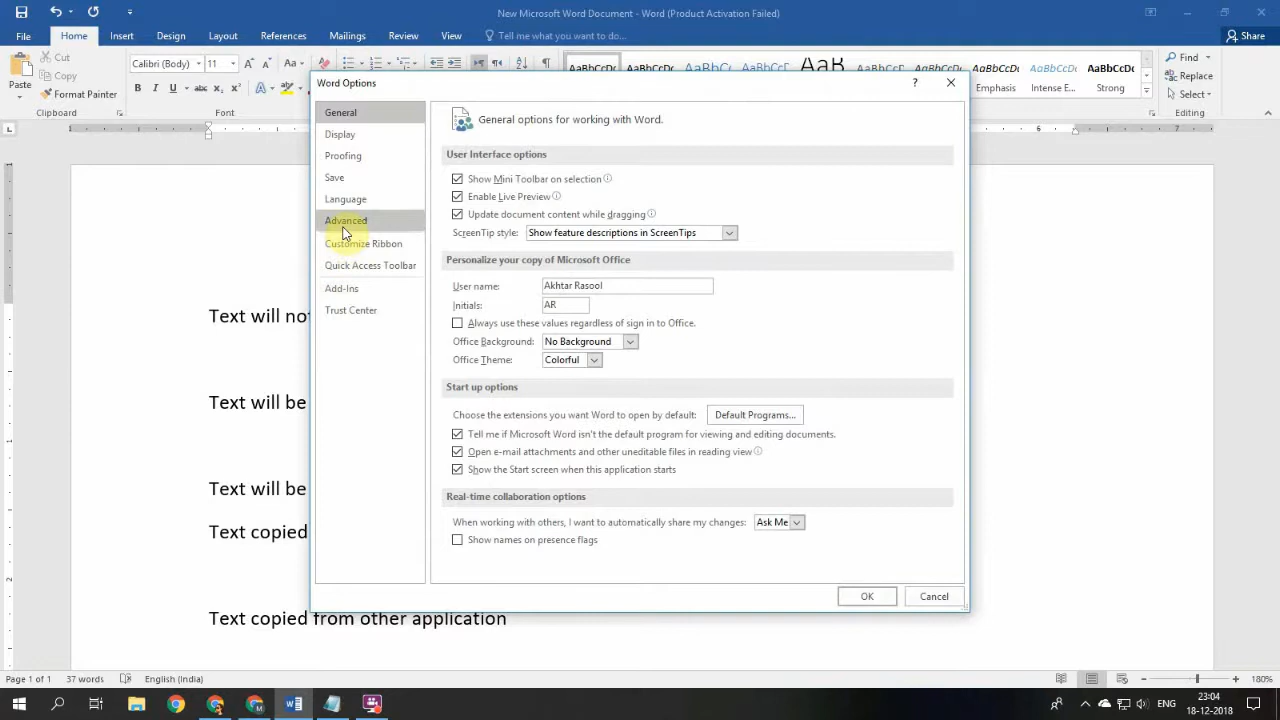 New Microsoft Word Document - Word (Product Activation Failed)
File Home Insert Design Layout References Mailings Review View Tell me what you want to do... Share
Cut
Copy
Format Painter
Paste
Clipboard
Calibri (Body) 11
B I U abc x₂ x²
AaBbCcDc AaBbCcDc
Emphasis Intense E... Strong
Find
Replace
Select
Editing
Word Options
General
Display
Proofing
Save
Language
Advanced
Customize Ribbon
Quick Access Toolbar
Add-Ins
Trust Center
General options for working with Word.
User Interface options
Show Mini Toolbar on selection
Enable Live Preview
Update document content while dragging
ScreenTip style: Show feature descriptions in ScreenTips
Personalize your copy of Microsoft Office
User name: Akhtar Rasool
Initials: AR
Always use these values regardless of sign in to Office.
Office Background: No Background
Office Theme: Colorful
Start up options
Choose the extensions you want Word to open by default: Default Programs...
Tell me if Microsoft Word isn't the default program for viewing and editing documents.
Open e-mail attachments and other uneditable files in reading view
Show the Start screen when this application starts
Real-time collaboration options
When working with others, I want to automatically share my changes: Ask Me
Show names on presence flags
OK Cancel
Text will
Text will be
Text will be
Text copied
Text copied from other application
Page 1 of 1 37 words English (India) 180%
ENG 23:04
18-12-2018